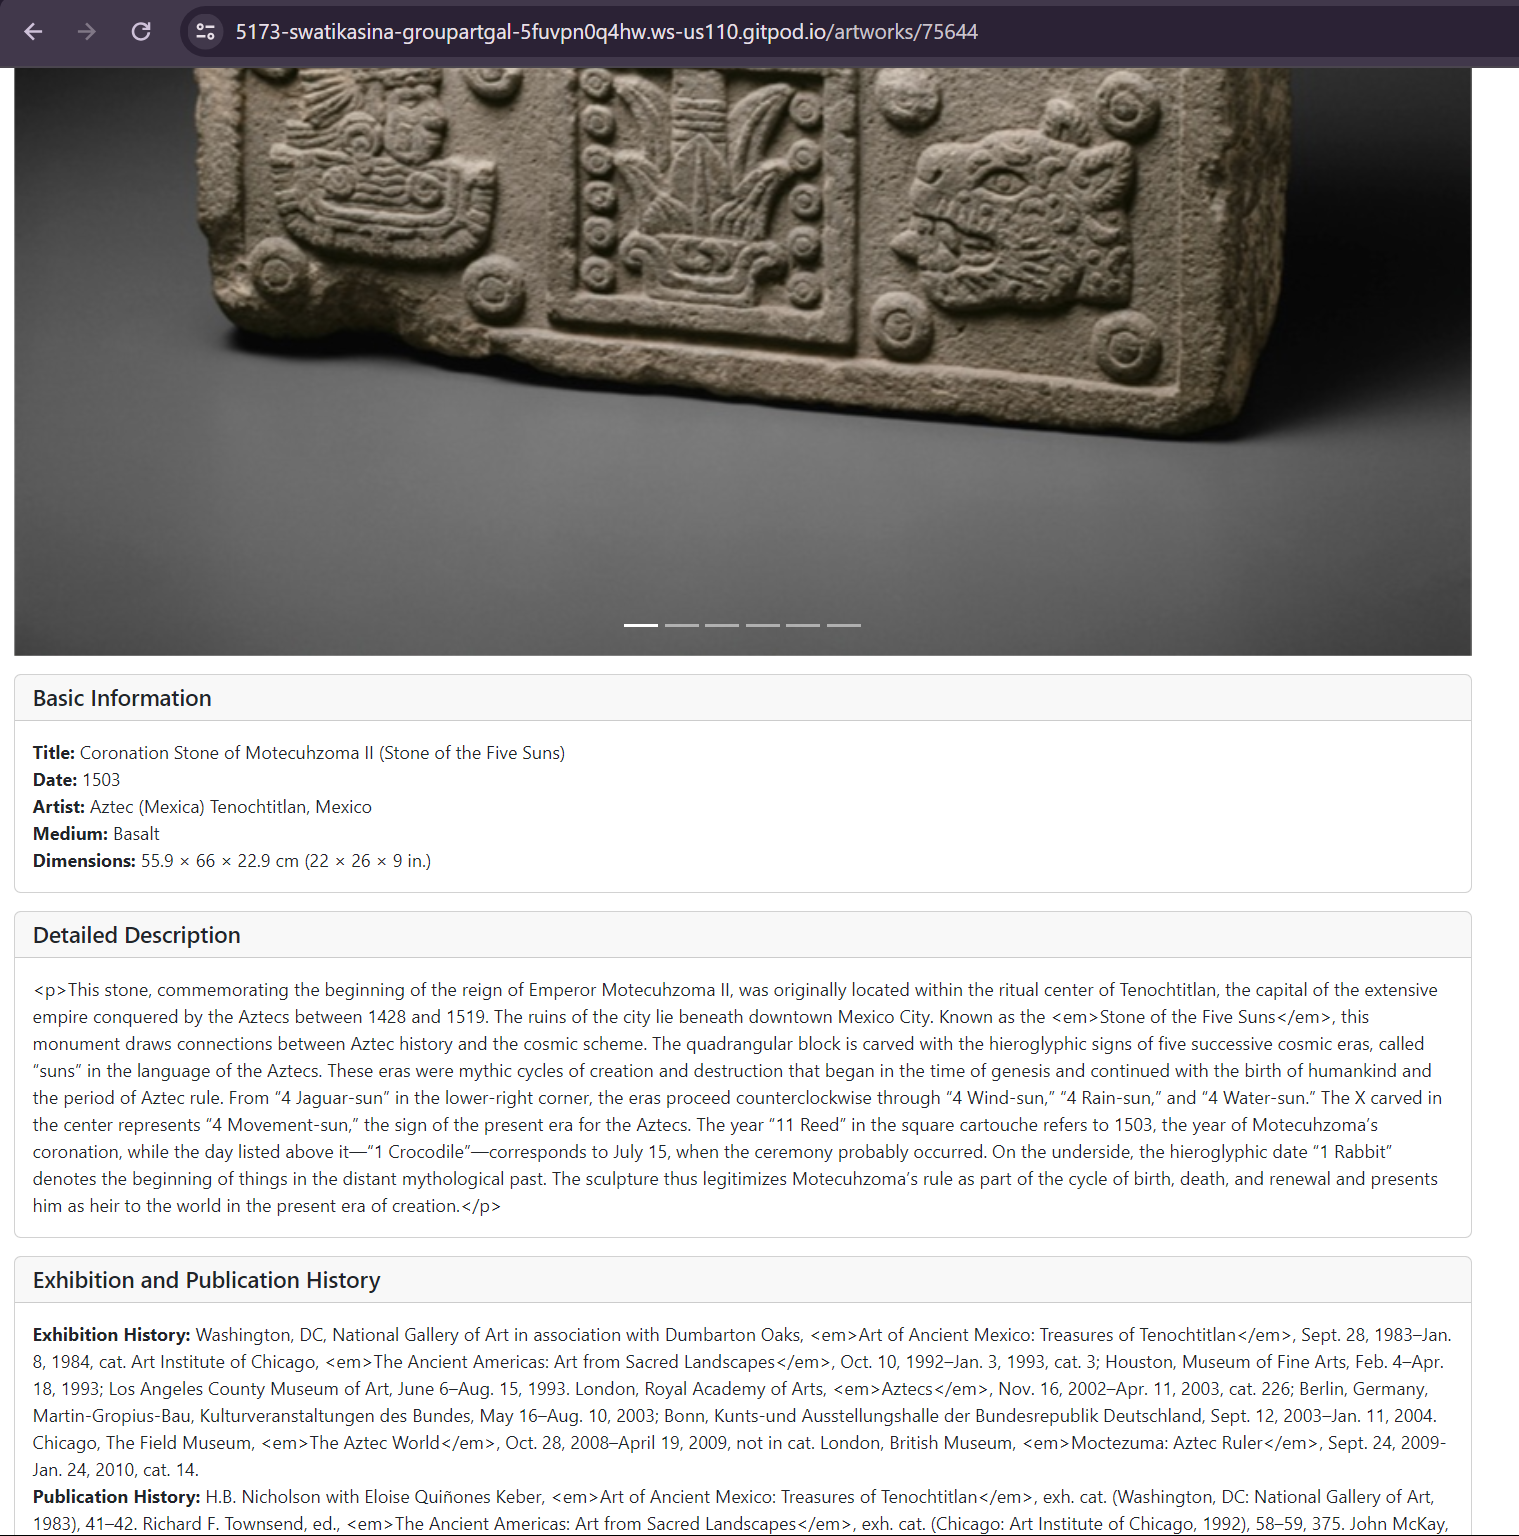 5173-swatikasina-groupartgal-5fuvpn0q4hw.ws-us110.gitpod.io/artworks/75644
Basic Information
Title: Coronation Stone of Motecuhzoma II (Stone of the Five Suns)
Date: 1503
Artist: Aztec (Mexica) Tenochtitlan, Mexico
Medium: Basalt
Dimensions: 55.9 × 66 × 22.9 cm (22 × 26 × 9 in.)
Detailed Description
<p>This stone, commemorating the beginning of the reign of Emperor Motecuhzoma II, was originally located within the ritual center of Tenochtitlan, the capital of the extensive
empire conquered by the Aztecs between 1428 and 1519. The ruins of the city lie beneath downtown Mexico City. Known as the <em>Stone of the Five Suns</em>, this
monument draws connections between Aztec history and the cosmic scheme. The quadrangular block is carved with the hieroglyphic signs of five successive cosmic eras, called
“suns” in the language of the Aztecs. These eras were mythic cycles of creation and destruction that began in the time of genesis and continued with the birth of humankind and
the period of Aztec rule. From “4 Jaguar-sun” in the lower-right corner, the eras proceed counterclockwise through “4 Wind-sun,” “4 Rain-sun,” and “4 Water-sun.” The X carved in
the center represents “4 Movement-sun,” the sign of the present era for the Aztecs. The year “11 Reed” in the square cartouche refers to 1503, the year of Motecuhzoma’s
coronation, while the day listed above it—“1 Crocodile”—corresponds to July 15, when the ceremony probably occurred. On the underside, the hieroglyphic date “1 Rabbit”
denotes the beginning of things in the distant mythological past. The sculpture thus legitimizes Motecuhzoma’s rule as part of the cycle of birth, death, and renewal and presents
him as heir to the world in the present era of creation.</p>
Exhibition and Publication History
Exhibition History: Washington, DC, National Gallery of Art in association with Dumbarton Oaks, <em>Art of Ancient Mexico: Treasures of Tenochtitlan</em>, Sept. 28, 1983–Jan.
8, 1984, cat. Art Institute of Chicago, <em>The Ancient Americas: Art from Sacred Landscapes</em>, Oct. 10, 1992–Jan. 3, 1993, cat. 3; Houston, Museum of Fine Arts, Feb. 4–Apr.
18, 1993; Los Angeles County Museum of Art, June 6–Aug. 15, 1993. London, Royal Academy of Arts, <em>Aztecs</em>, Nov. 16, 2002–Apr. 11, 2003, cat. 226; Berlin, Germany,
Martin-Gropius-Bau, Kulturveranstaltungen des Bundes, May 16–Aug. 10, 2003; Bonn, Kunts-und Ausstellungshalle der Bundesrepublik Deutschland, Sept. 12, 2003–Jan. 11, 2004.
Chicago, The Field Museum, <em>The Aztec World</em>, Oct. 28, 2008–April 19, 2009, not in cat. London, British Museum, <em>Moctezuma: Aztec Ruler</em>, Sept. 24, 2009-
Jan. 24, 2010, cat. 14.
Publication History: H.B. Nicholson with Eloise Quiñones Keber, <em>Art of Ancient Mexico: Treasures of Tenochtitlan</em>, exh. cat. (Washington, DC: National Gallery of Art,
1983), 41–42. Richard F. Townsend, ed., <em>The Ancient Americas: Art from Sacred Landscapes</em>, exh. cat. (Chicago: Art Institute of Chicago, 1992), 58–59, 375. John McKay,